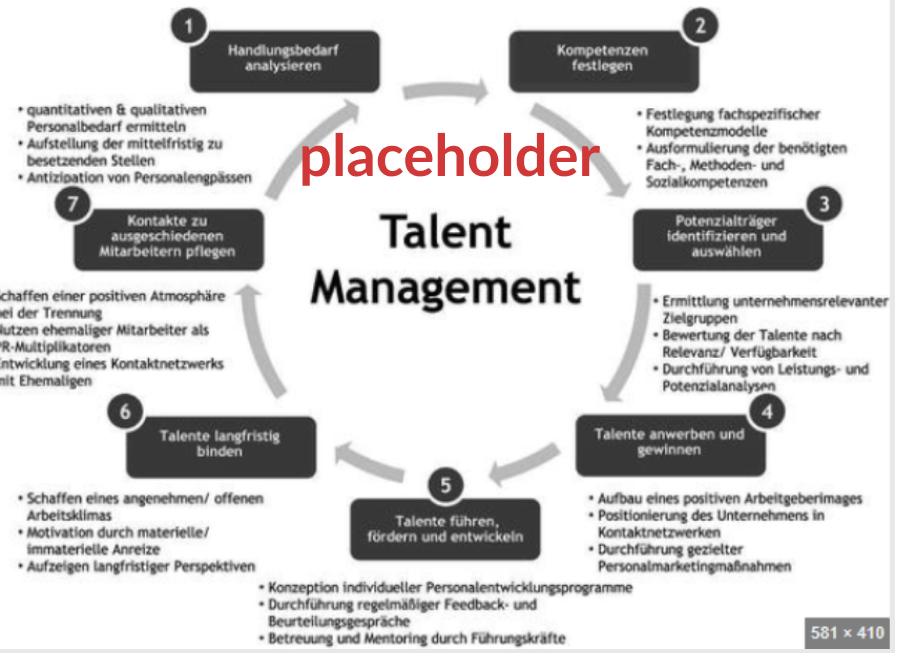 1
Handlungsbedarf
analysieren
• quantitativen & qualitativen
Personalbedarf ermitteln
• Aufstellung der mittelfristig zu
besetzenden Stellen
• Antizipation von Personalengpässen
2
Kompetenzen
festlegen
• Festlegung fachspezifischer
Kompetenzmodelle
• Ausformulierung der benötigten
Fach-, Methoden- und
Sozialkompetenzen
placeholder
Talent
Management
3
Potenzialträger
identifizieren und
auswählen
• Ermittlung unternehmensrelevanter
Zielgruppen
• Bewertung der Talente nach
Relevanz/ Verfügbarkeit
• Durchführung von Leistungs- und
Potenzialanalysen
4
Talente anwerben und
gewinnen
• Aufbau eines positiven Arbeitgeberimages
• Positionierung des Unternehmens in
Kontaktnetzwerken
• Durchführung gezielter
Personalmarketingmaßnahmen
5
Talente führen,
fördern und entwickeln
• Konzeption individueller Personalentwicklungsprogramme
• Durchführung regelmäßiger Feedback- und
Beurteilungsgespräche
• Betreuung und Mentoring durch Führungskräfte
6
Talente langfristig
binden
• Schaffen eines angenehmen/ offenen
Arbeitsklimas
• Motivation durch materielle/
immaterielle Anreize
• Aufzeigen langfristiger Perspektiven
7
Kontakte zu
ausgeschiedenen
Mitarbeitern pflegen
chaffen einer positiven Atmosphäre
ei der Trennung
utzen ehemaliger Mitarbeiter als
PR-Multiplikatoren
ntwicklung eines Kontaktnetzwerks
it Ehemaligen
581 × 410